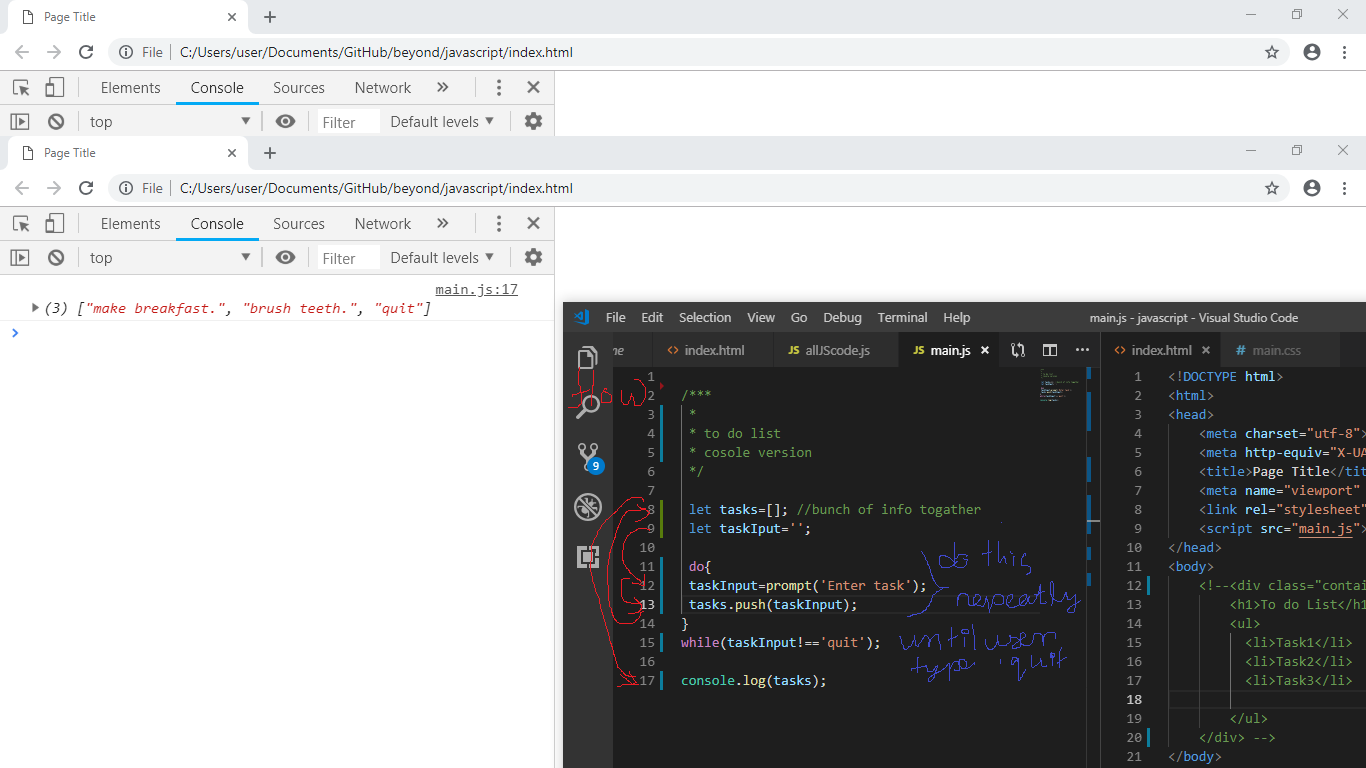 Page Title
File C:/Users/user/Documents/GitHub/beyond/javascript/index.html
Elements Console Sources Network »
top Filter Default levels
Page Title
File C:/Users/user/Documents/GitHub/beyond/javascript/index.html
Elements Console Sources Network »
top Filter Default levels
main.js:17
(3) ["make breakfast.", "brush teeth.", "quit"]
File Edit Selection View Go Debug Terminal Help main.js - javascript - Visual Studio Code
me index.html JS allJScode.js JS main.js
How
9
1
2 /***
3 *
4 * to do list
5 * cosole version
6 */
7
8 let tasks=[]; //bunch of info togather
9 let taskIput='';
10
11 do{
12 taskInput=prompt('Enter task');
13 tasks.push(taskInput);
14 }
15 while(taskInput!=='quit');
16
17 console.log(tasks);
do this
repeatly
until user
type 'quit
index.html # main.css
1 <!DOCTYPE html>
2 <html>
3 <head>
4 <meta charset="utf-8">
5 <meta http-equiv="X-UA
6 <title>Page Title</tit
7 <meta name="viewport"
8 <link rel="stylesheet"
9 <script src="main.js">
10 </head>
11 <body>
12 <!--<div class="contai
13 <h1>To do List</h1
14 <ul>
15 <li>Task1</li>
16 <li>Task2</li>
17 <li>Task3</li>
18
19 </ul>
20 </div> -->
21 </body>